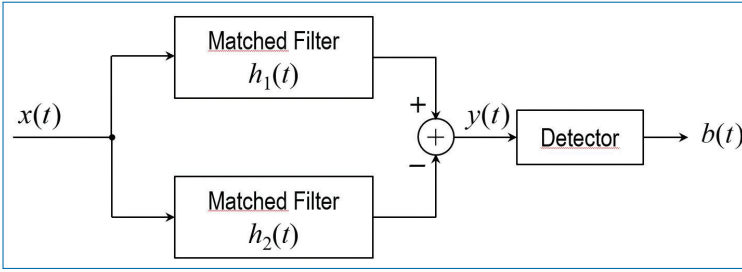 Matched Filter
h₁(t)
x(t)
+
y(t)
+
Detector
b(t)
−
Matched Filter
h₂(t)